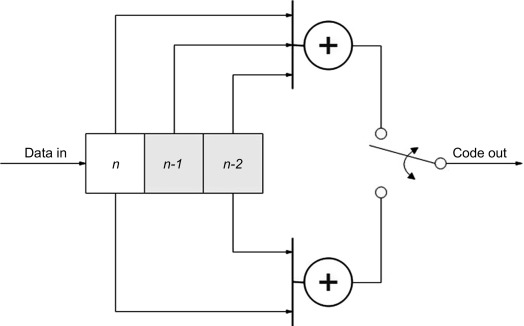 +
Data in
n
n-1
n-2
Code out
+